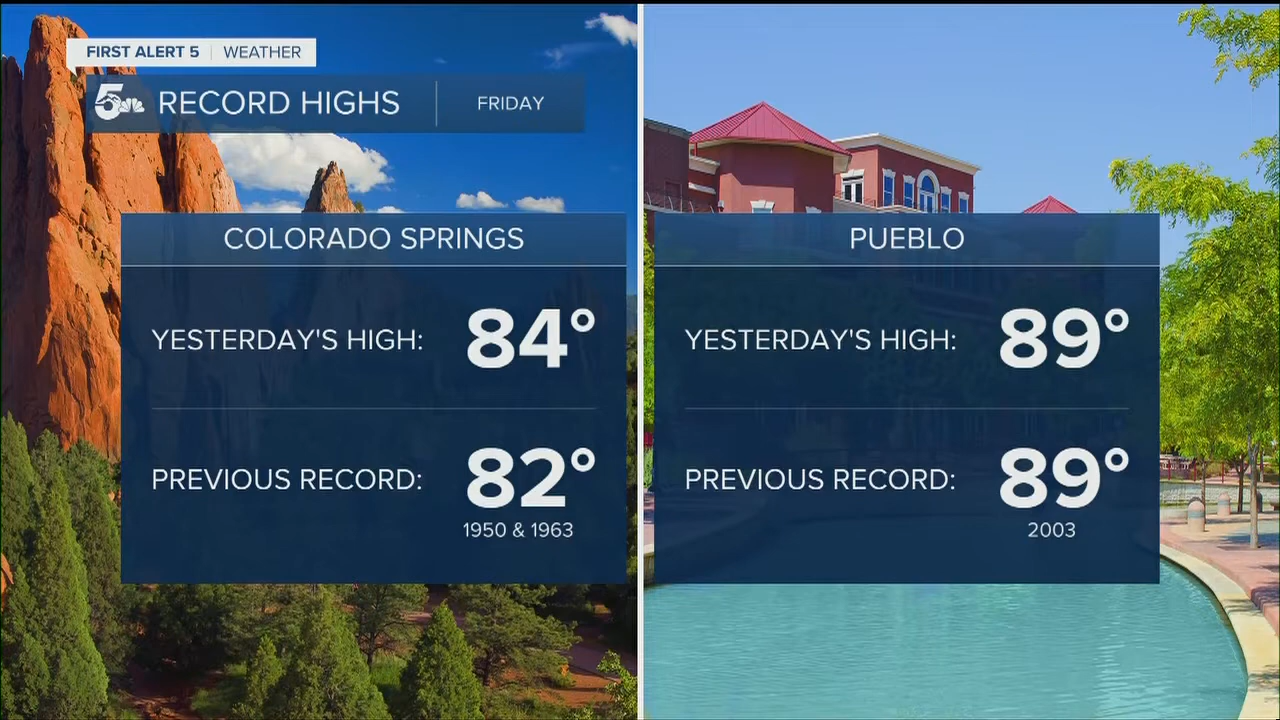 FIRST ALERT 5 | WEATHER
5 RECORD HIGHS | FRIDAY
COLORADO SPRINGS
YESTERDAY'S HIGH: 84°
PREVIOUS RECORD: 82°
1950 & 1963
PUEBLO
YESTERDAY'S HIGH: 89°
PREVIOUS RECORD: 89°
2003